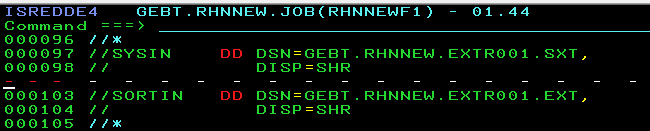 ISREDDE4   GEBT.RHNNEW.JOB(RHNNEWF1) - 01.44
Command ===>
000096 //*
000097 //SYSIN    DD DSN=GEBT.RHNNEW.EXTR001.SXT,
000098 //            DISP=SHR
- - - - - - - - - - - - - - - - - - - - - -
000103 //SORTIN   DD DSN=GEBT.RHNNEW.EXTR001.EXT,
000104 //            DISP=SHR
000105 //*